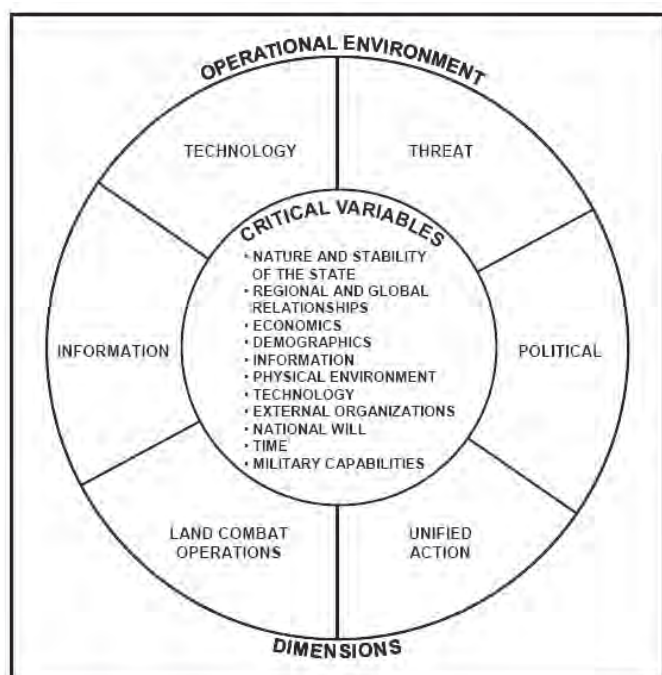 OPERATIONAL ENVIRONMENT
TECHNOLOGY
THREAT
CRITICAL VARIABLES
• NATURE AND STABILITY
OF THE STATE
• REGIONAL AND GLOBAL
RELATIONSHIPS
• ECONOMICS
• DEMOGRAPHICS
• INFORMATION
• PHYSICAL ENVIRONMENT
• TECHNOLOGY
• EXTERNAL ORGANIZATIONS
• NATIONAL WILL
• TIME
• MILITARY CAPABILITIES
INFORMATION
POLITICAL
LAND COMBAT
OPERATIONS
UNIFIED
ACTION
DIMENSIONS